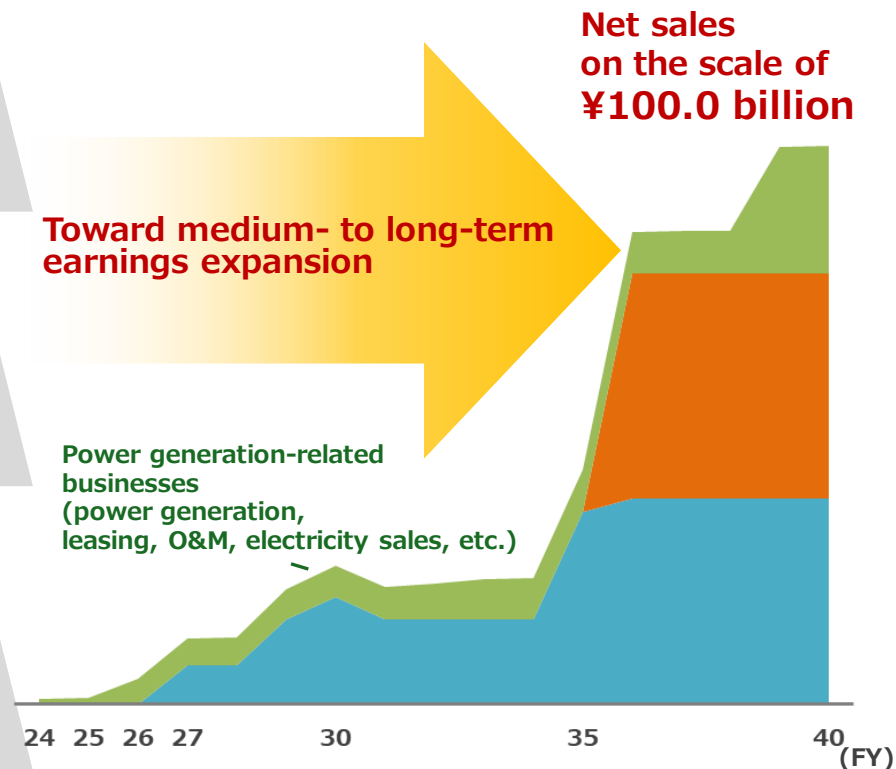 Net sales
on the scale of
¥100.0 billion
Toward medium- to long-term
earnings expansion
Power generation-related
businesses
(power generation,
leasing, O&M, electricity sales, etc.)
24 25 26 27 30 35 40
(FY)